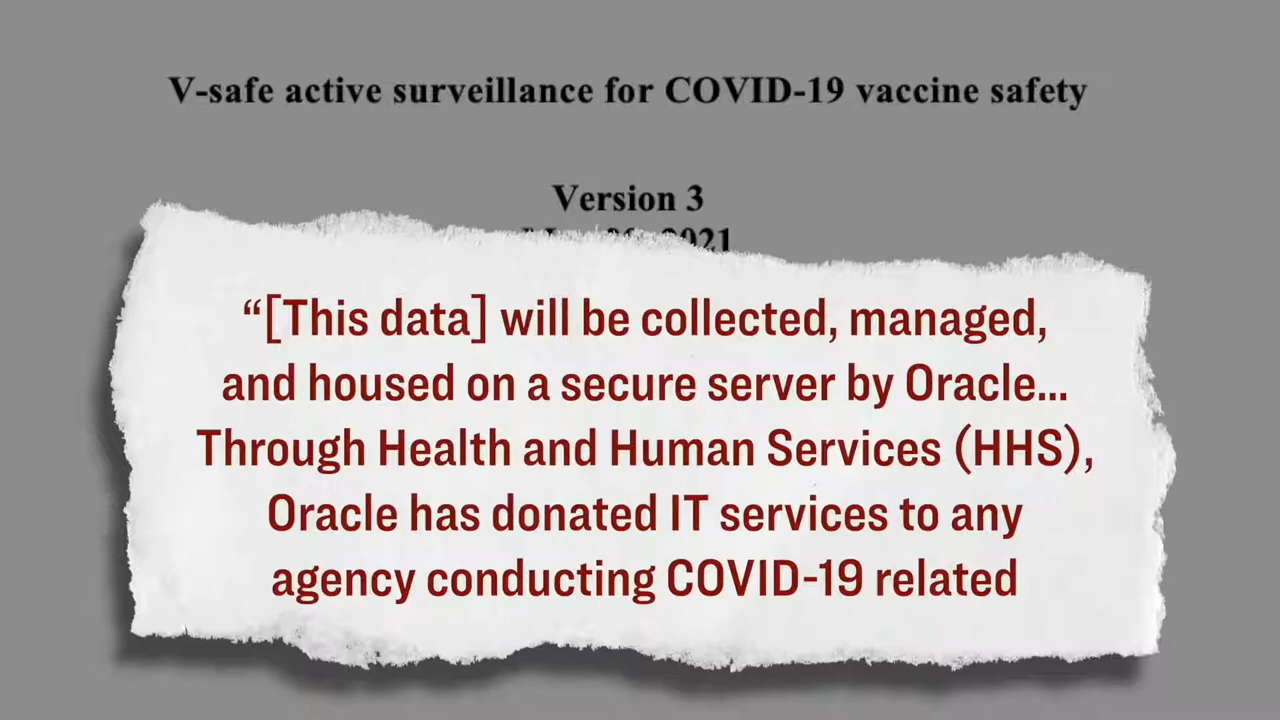 V-safe active surveillance for COVID-19 vaccine safety
Version 3
2021
“[This data] will be collected, managed,
and housed on a secure server by Oracle...
Through Health and Human Services (HHS),
Oracle has donated IT services to any
agency conducting COVID-19 related